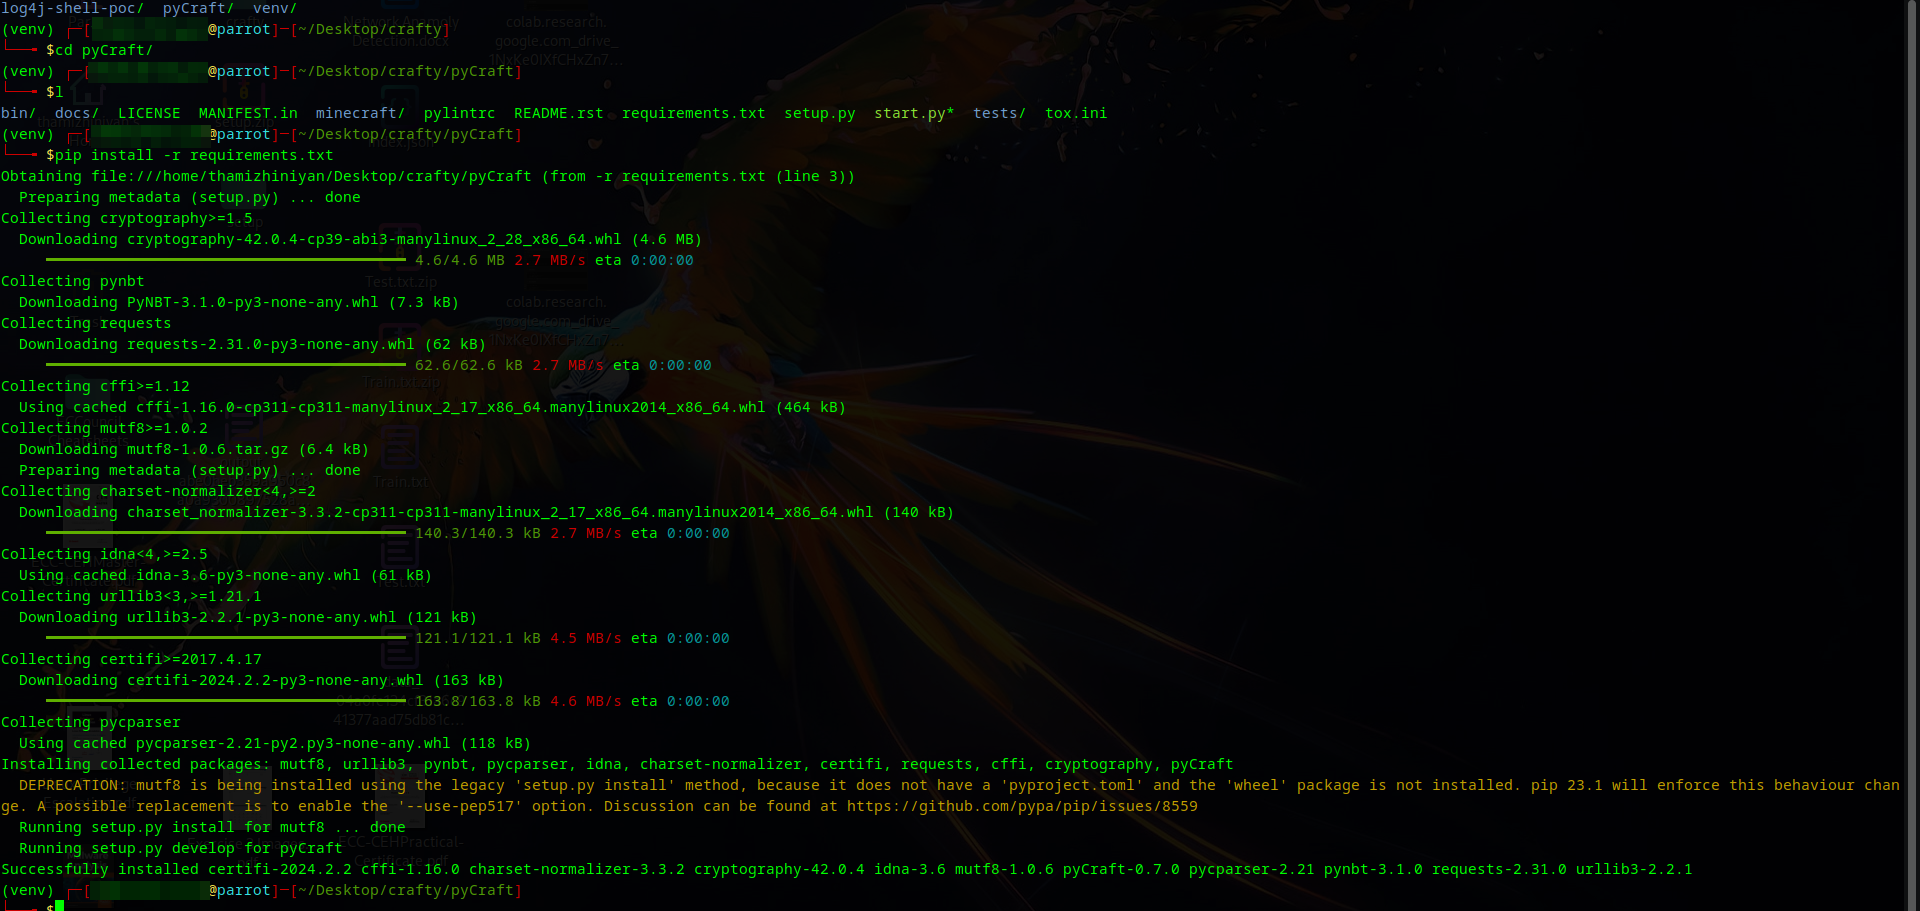 log4j-shell-poc/  pyCraft/  venv/
(venv) ┌─[@parrot]─[~/Desktop/crafty]
└──╼ $cd pyCraft/
(venv) ┌─[@parrot]─[~/Desktop/crafty/pyCraft]
└──╼ $l
bin/  docs/  LICENSE  MANIFEST.in  minecraft/  pylintrc  README.rst  requirements.txt  setup.py  start.py*  tests/  tox.ini
(venv) ┌─[@parrot]─[~/Desktop/crafty/pyCraft]
└──╼ $pip install -r requirements.txt
Obtaining file:///home/thamizhiniyan/Desktop/crafty/pyCraft (from -r requirements.txt (line 3))
  Preparing metadata (setup.py) ... done
Collecting cryptography>=1.5
  Downloading cryptography-42.0.4-cp39-abi3-manylinux_2_28_x86_64.whl (4.6 MB)
     4.6/4.6 MB 2.7 MB/s eta 0:00:00
Collecting pynbt
  Downloading PyNBT-3.1.0-py3-none-any.whl (7.3 kB)
Collecting requests
  Downloading requests-2.31.0-py3-none-any.whl (62 kB)
     62.6/62.6 kB 2.7 MB/s eta 0:00:00
Collecting cffi>=1.12
  Using cached cffi-1.16.0-cp311-cp311-manylinux_2_17_x86_64.manylinux2014_x86_64.whl (464 kB)
Collecting mutf8>=1.0.2
  Downloading mutf8-1.0.6.tar.gz (6.4 kB)
  Preparing metadata (setup.py) ... done
Collecting charset-normalizer<4,>=2
  Downloading charset_normalizer-3.3.2-cp311-cp311-manylinux_2_17_x86_64.manylinux2014_x86_64.whl (140 kB)
     140.3/140.3 kB 2.7 MB/s eta 0:00:00
Collecting idna<4,>=2.5
  Using cached idna-3.6-py3-none-any.whl (61 kB)
Collecting urllib3<3,>=1.21.1
  Downloading urllib3-2.2.1-py3-none-any.whl (121 kB)
     121.1/121.1 kB 4.5 MB/s eta 0:00:00
Collecting certifi>=2017.4.17
  Downloading certifi-2024.2.2-py3-none-any.whl (163 kB)
     163.8/163.8 kB 4.6 MB/s eta 0:00:00
Collecting pycparser
  Using cached pycparser-2.21-py2.py3-none-any.whl (118 kB)
Installing collected packages: mutf8, urllib3, pynbt, pycparser, idna, charset-normalizer, certifi, requests, cffi, cryptography, pyCraft
  DEPRECATION: mutf8 is being installed using the legacy 'setup.py install' method, because it does not have a 'pyproject.toml' and the 'wheel' package is not installed. pip 23.1 will enforce this behaviour chan
ge. A possible replacement is to enable the '--use-pep517' option. Discussion can be found at https://github.com/pypa/pip/issues/8559
  Running setup.py install for mutf8 ... done
  Running setup.py develop for pyCraft
Successfully installed certifi-2024.2.2 cffi-1.16.0 charset-normalizer-3.3.2 cryptography-42.0.4 idna-3.6 mutf8-1.0.6 pyCraft-0.7.0 pycparser-2.21 pynbt-3.1.0 requests-2.31.0 urllib3-2.2.1
(venv) ┌─[@parrot]─[~/Desktop/crafty/pyCraft]
└──╼ $